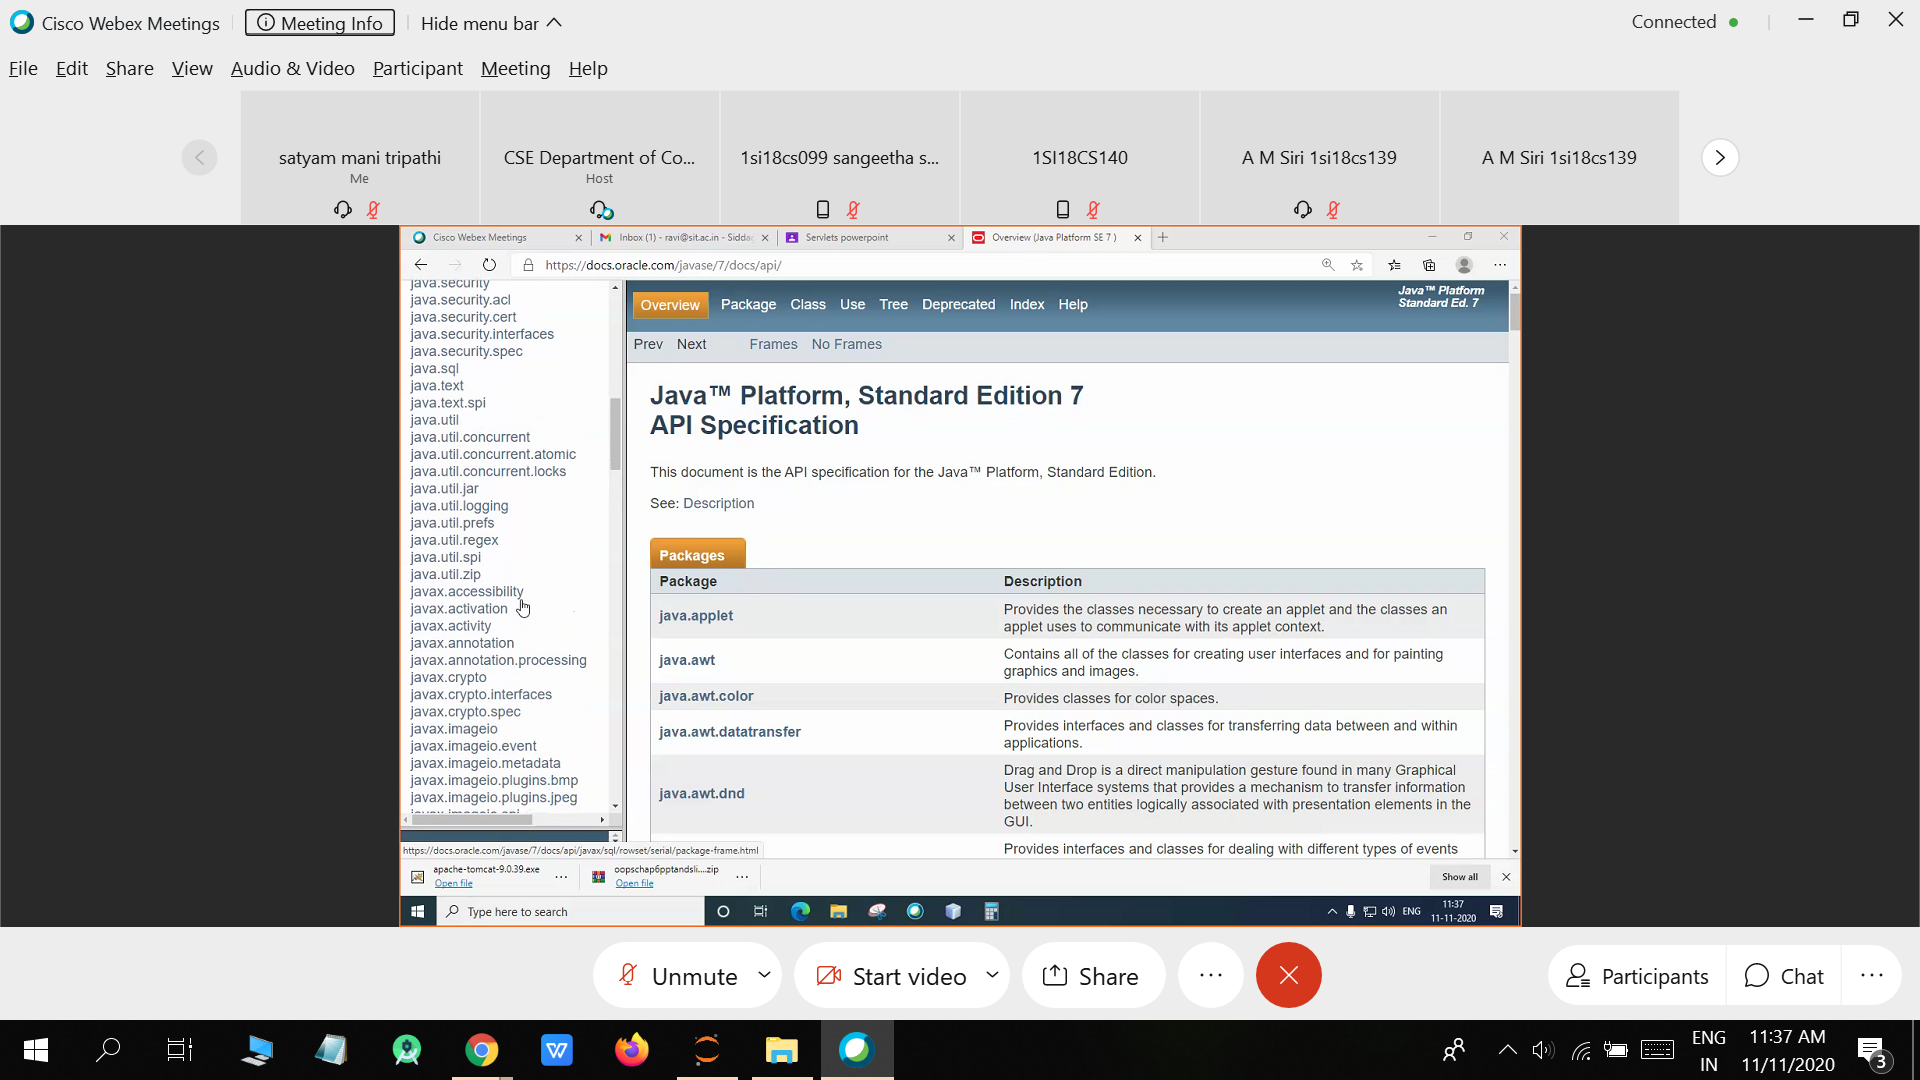 Cisco Webex Meetings
Meeting Info
Hide menu bar
Connected
File Edit Share View Audio & Video Participant Meeting Help
satyam mani tripathi
Me
CSE Department of Co...
Host
1si18cs099 sangeetha s...
1SI18CS140
A M Siri 1si18cs139
A M Siri 1si18cs139
Cisco Webex Meetings
Inbox (1) - ravi@sit.ac.in - Sidda
Servlets powerpoint
Overview (Java Platform SE 7 )
https://docs.oracle.com/javase/7/docs/api/
java.security
java.security.acl
java.security.cert
java.security.interfaces
java.security.spec
java.sql
java.text
java.text.spi
java.util
java.util.concurrent
java.util.concurrent.atomic
java.util.concurrent.locks
java.util.jar
java.util.logging
java.util.prefs
java.util.regex
java.util.spi
java.util.zip
javax.accessibility
javax.activation
javax.activity
javax.annotation
javax.annotation.processing
javax.crypto
javax.crypto.interfaces
javax.crypto.spec
javax.imageio
javax.imageio.event
javax.imageio.metadata
javax.imageio.plugins.bmp
javax.imageio.plugins.jpeg
https://docs.oracle.com/javase/7/docs/api/javax/sql/rowset/serial/package-frame.html
Overview Package Class Use Tree Deprecated Index Help
Java™ Platform
Standard Ed. 7
Prev Next Frames No Frames
Java™ Platform, Standard Edition 7
API Specification
This document is the API specification for the Java™ Platform, Standard Edition.
See: Description
Packages
Package Description
java.applet Provides the classes necessary to create an applet and the classes an
applet uses to communicate with its applet context.
java.awt Contains all of the classes for creating user interfaces and for painting
graphics and images.
java.awt.color Provides classes for color spaces.
java.awt.datatransfer Provides interfaces and classes for transferring data between and within
applications.
java.awt.dnd Drag and Drop is a direct manipulation gesture found in many Graphical
User Interface systems that provides a mechanism to transfer information
between two entities logically associated with presentation elements in the
GUI.
Provides interfaces and classes for dealing with different types of events
apache-tomcat-9.0.39.exe
Open file
oopschap6pptandsli....zip
Open file
Show all
Type here to search
ENG
11:37
11-11-2020
Unmute
Start video
Share
Participants
Chat
ENG
IN
11:37 AM
11/11/2020
3